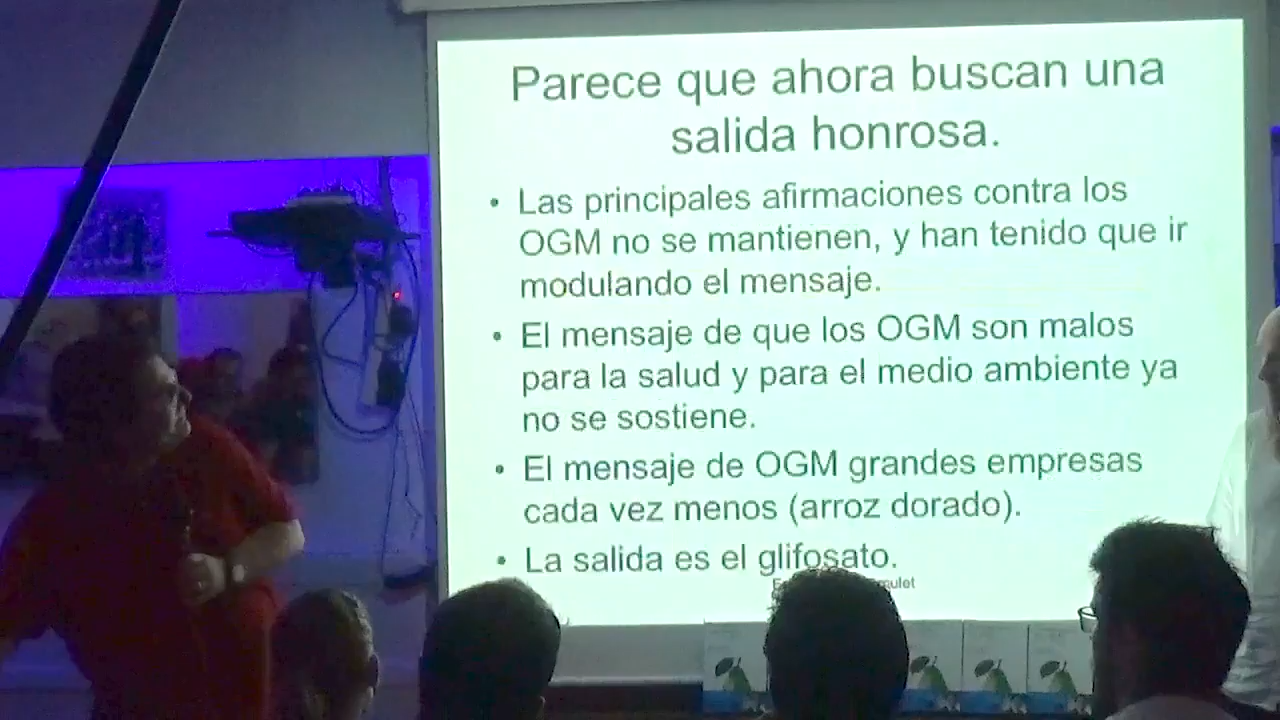 Parece que ahora buscan una
salida honrosa.
• Las principales afirmaciones contra los
OGM no se mantienen, y han tenido que ir
modulando el mensaje.
• El mensaje de que los OGM son malos
para la salud y para el medio ambiente ya
no se sostiene.
• El mensaje de OGM grandes empresas
cada vez menos (arroz dorado).
• La salida es el glifosato.